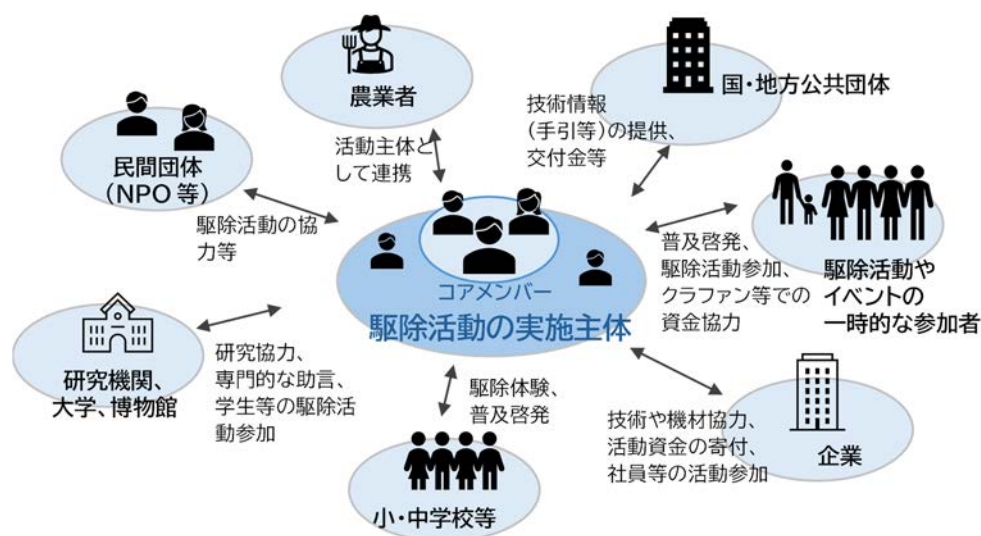 農業者
活動主体と
して連携
国・地方公共団体
技術情報
(手引等)の提供、
交付金等
民間団体
(NPO 等)
駆除活動の協
力等
コアメンバー
駆除活動の実施主体
普及啓発、
駆除活動参加、
クラファン等での
資金協力
駆除活動や
イベントの
一時的な参加者
研究機関、
大学、博物館
研究協力、
専門的な助言、
学生等の駆除活
動参加
駆除体験、
普及啓発
小・中学校等
技術や機材協力、
活動資金の寄付、
社員等の活動参加
企業